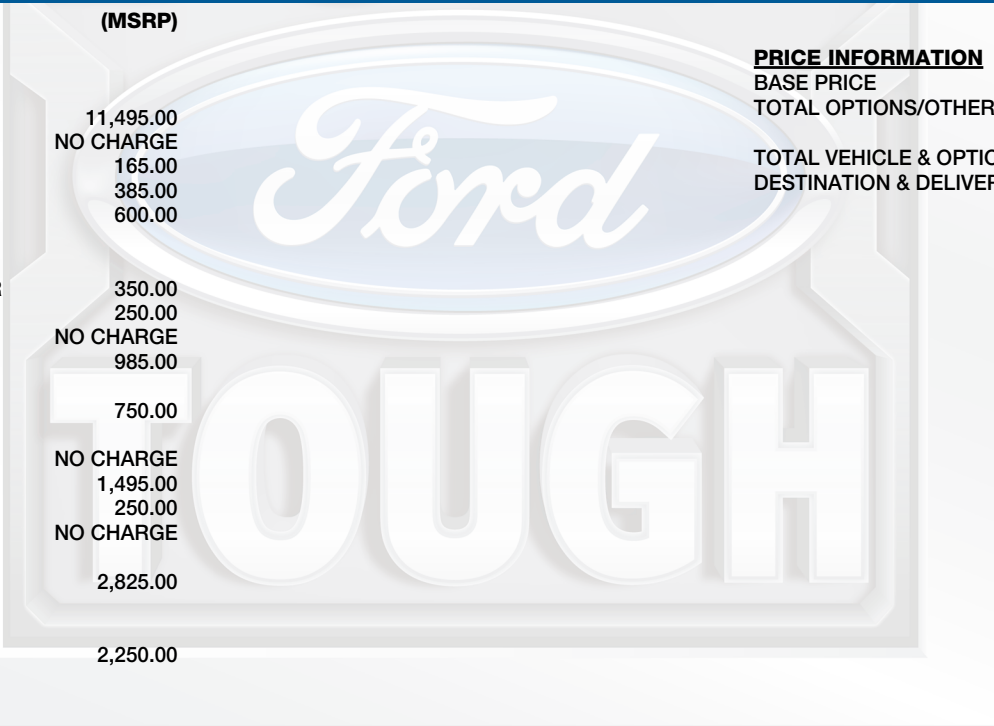 (MSRP)
11,495.00
NO CHARGE
165.00
385.00
600.00
350.00
250.00
NO CHARGE
985.00
750.00
NO CHARGE
1,495.00
250.00
NO CHARGE
2,825.00
2,250.00
PRICE INFORMATION
BASE PRICE
TOTAL OPTIONS/OTHER
TOTAL VEHICLE & OPTIO
DESTINATION & DELIVER
Ford
TOUGH